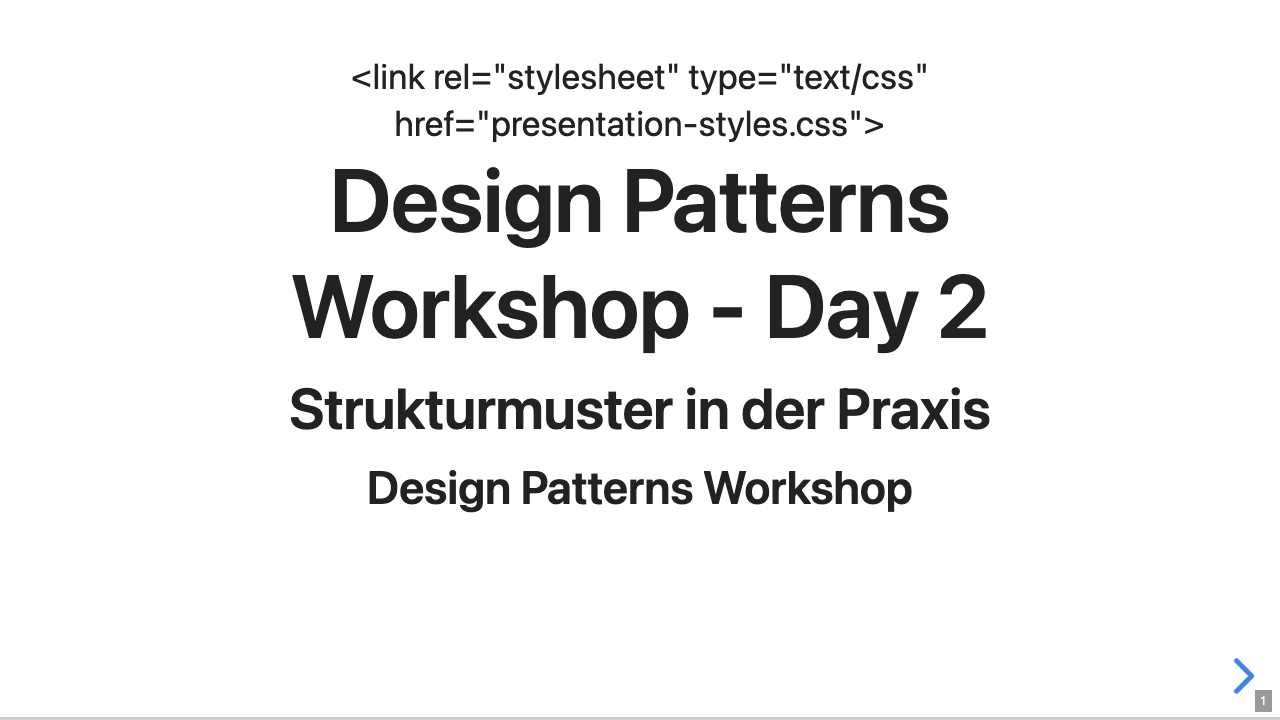 <link rel="stylesheet" type="text/css"
href="presentation-styles.css">
Design Patterns
Workshop - Day 2
Strukturmuster in der Praxis
Design Patterns Workshop
1